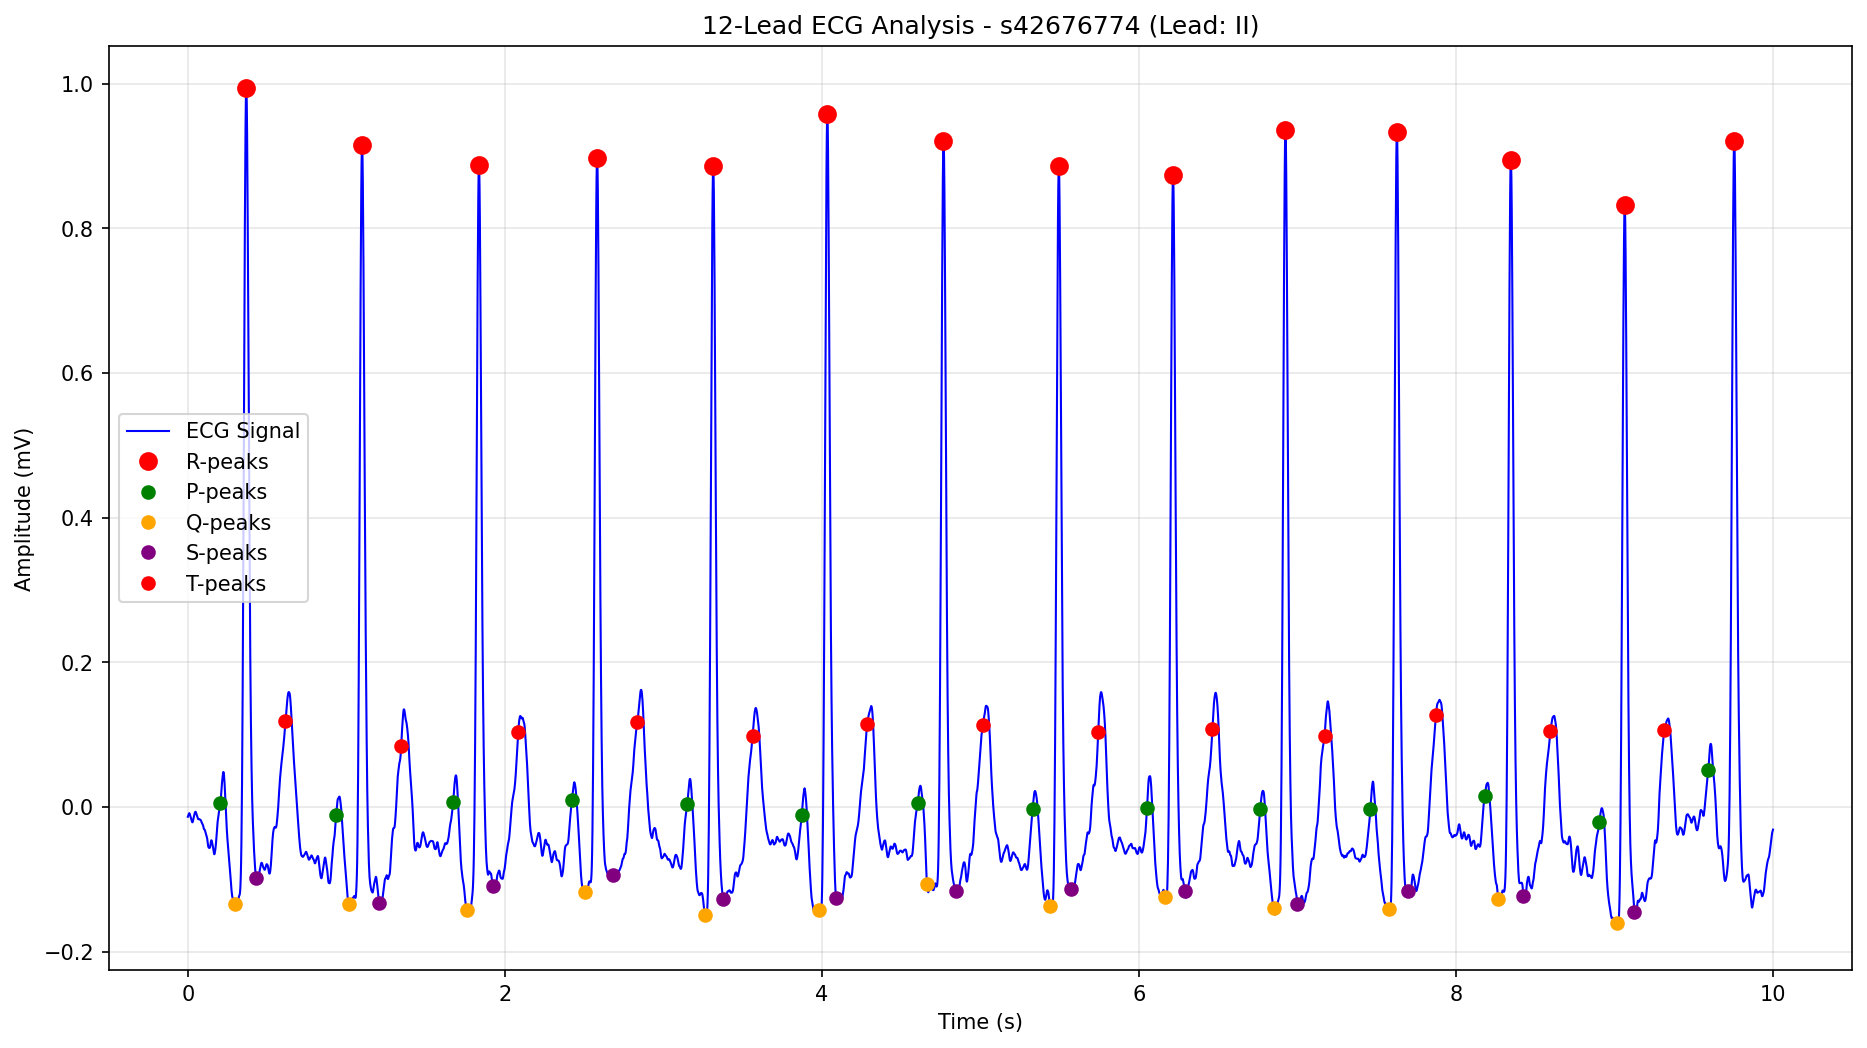 12-Lead ECG Analysis - s42676774 (Lead: II)
1.0
0.8
0.6
0.4
0.2
0.0
−0.2
Amplitude (mV)
ECG Signal
R-peaks
P-peaks
Q-peaks
S-peaks
T-peaks
0 2 4 6 8 10
Time (s)